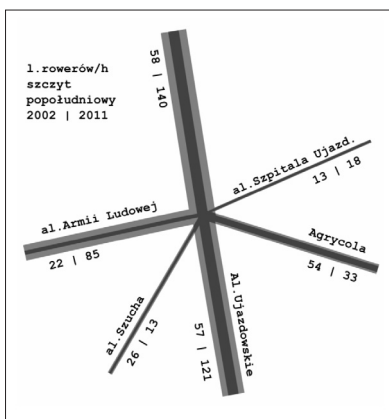 l.rowerów/h
szczyt
popołudniowy
2002 | 2011
58 | 140
al.Szpitala Ujazd.
13 | 18
al.Armii Ludowej
22 | 85
Agrycola
54 | 33
al.Szucha
26 | 13
Al.Ujazdowskie
57 | 121